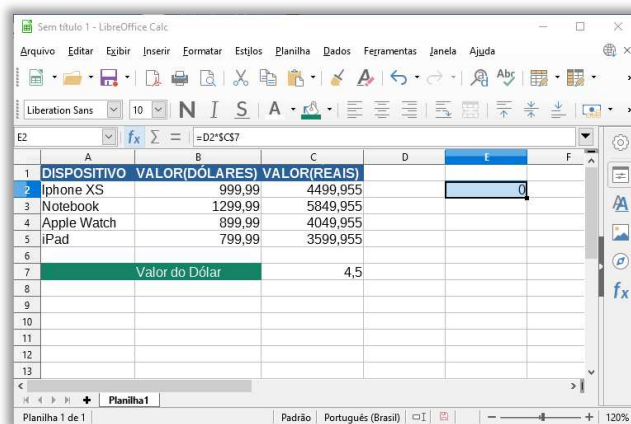 Sem título 1 - LibreOffice Calc
Arquivo Editar Exibir Inserir Formatar Estilos Planilha Dados Ferramentas Janela Ajuda
Liberation Sans 10 N I S A
E2 fx Σ = =D2*$C$7
A B C D E F
1 DISPOSITIVO VALOR(DÓLARES) VALOR(REAIS)
2 Iphone XS 999,99 4499,955 0
3 Notebook 1299,99 5849,955
4 Apple Watch 899,99 4049,955
5 iPad 799,99 3599,955
6
7 Valor do Dólar 4,5
8
9
10
11
12
13
Planilha1
Planilha 1 de 1 Padrão Português (Brasil) 120%